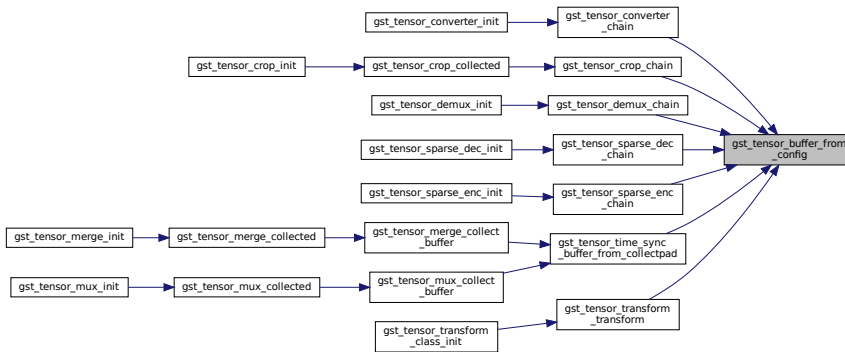 gst_tensor_converter_init
gst_tensor_converter
_chain
gst_tensor_crop_init
gst_tensor_crop_collected
gst_tensor_crop_chain
gst_tensor_demux_init
gst_tensor_demux_chain
gst_tensor_buffer_from
_config
gst_tensor_sparse_dec_init
gst_tensor_sparse_dec
_chain
gst_tensor_sparse_enc_init
gst_tensor_sparse_enc
_chain
gst_tensor_merge_init
gst_tensor_merge_collected
gst_tensor_merge_collect
_buffer
gst_tensor_time_sync
_buffer_from_collectpad
gst_tensor_mux_init
gst_tensor_mux_collected
gst_tensor_mux_collect
_buffer
gst_tensor_transform
_class_init
gst_tensor_transform
_transform